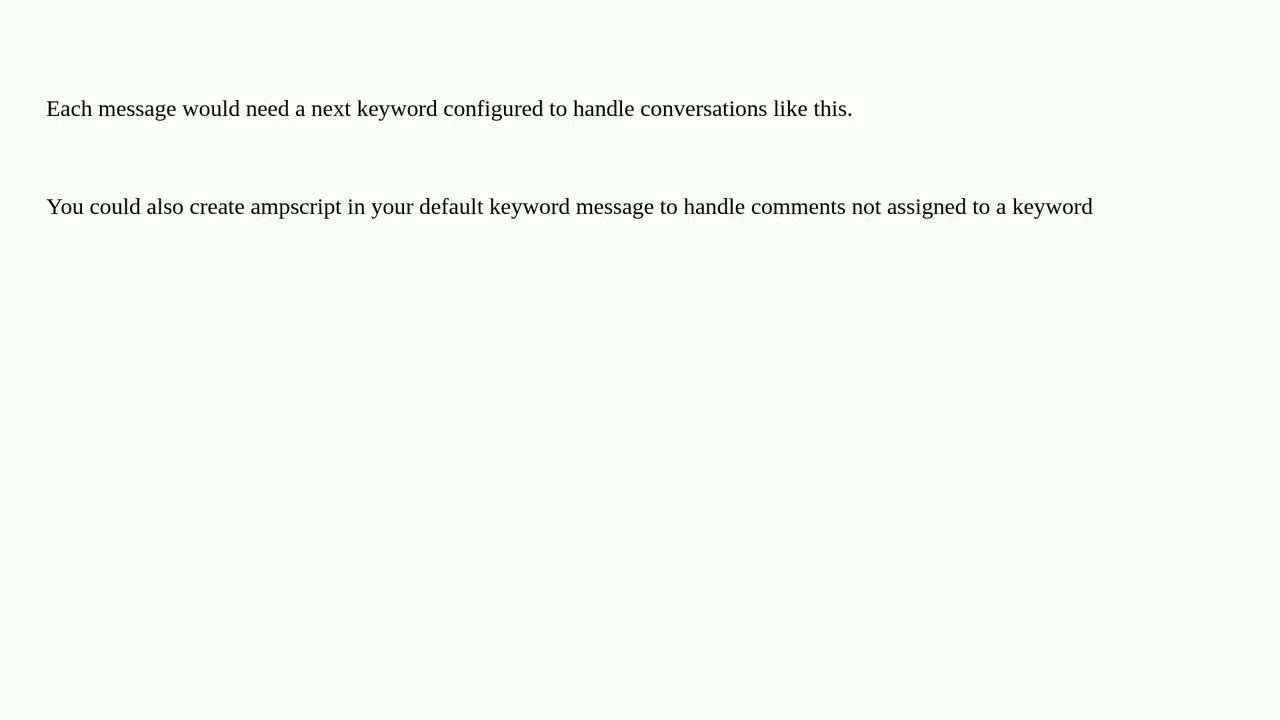 Each message would need a next keyword configured to handle conversations like this.
You could also create ampscript in your default keyword message to handle comments not assigned to a keyword